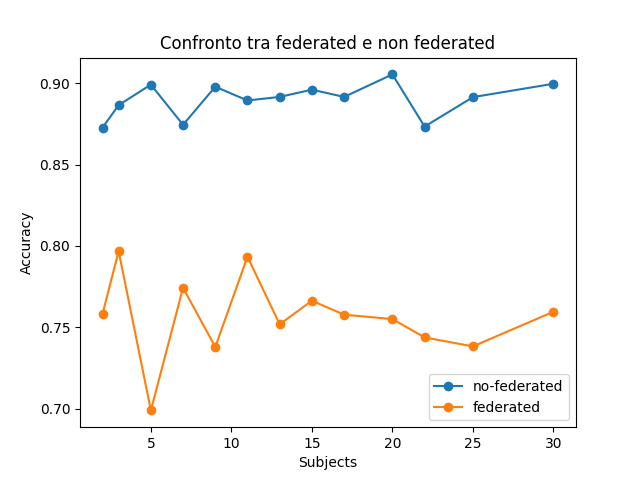 Confronto tra federated e non federated
Accuracy
0.90
0.85
0.80
0.75
0.70
5 10 15 20 25 30
Subjects
no-federated
federated